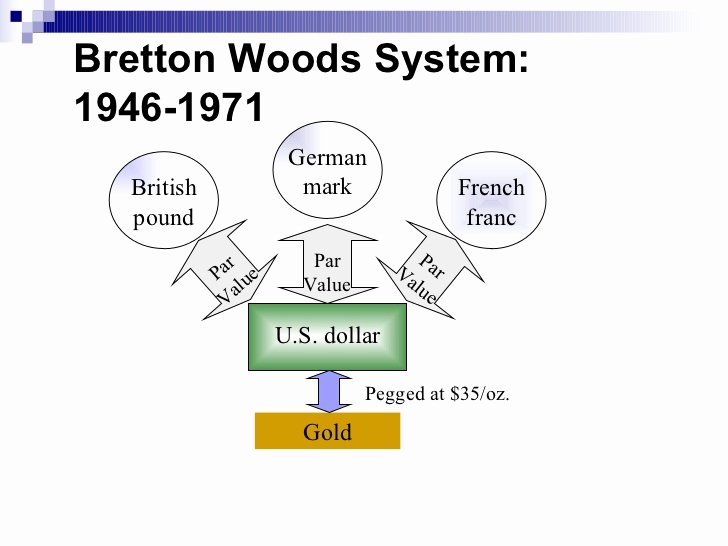 Bretton Woods System:
1946-1971
British
pound
German
mark
French
franc
Par
Value
Par
Value
Par
Value
U.S. dollar
Pegged at $35/oz.
Gold